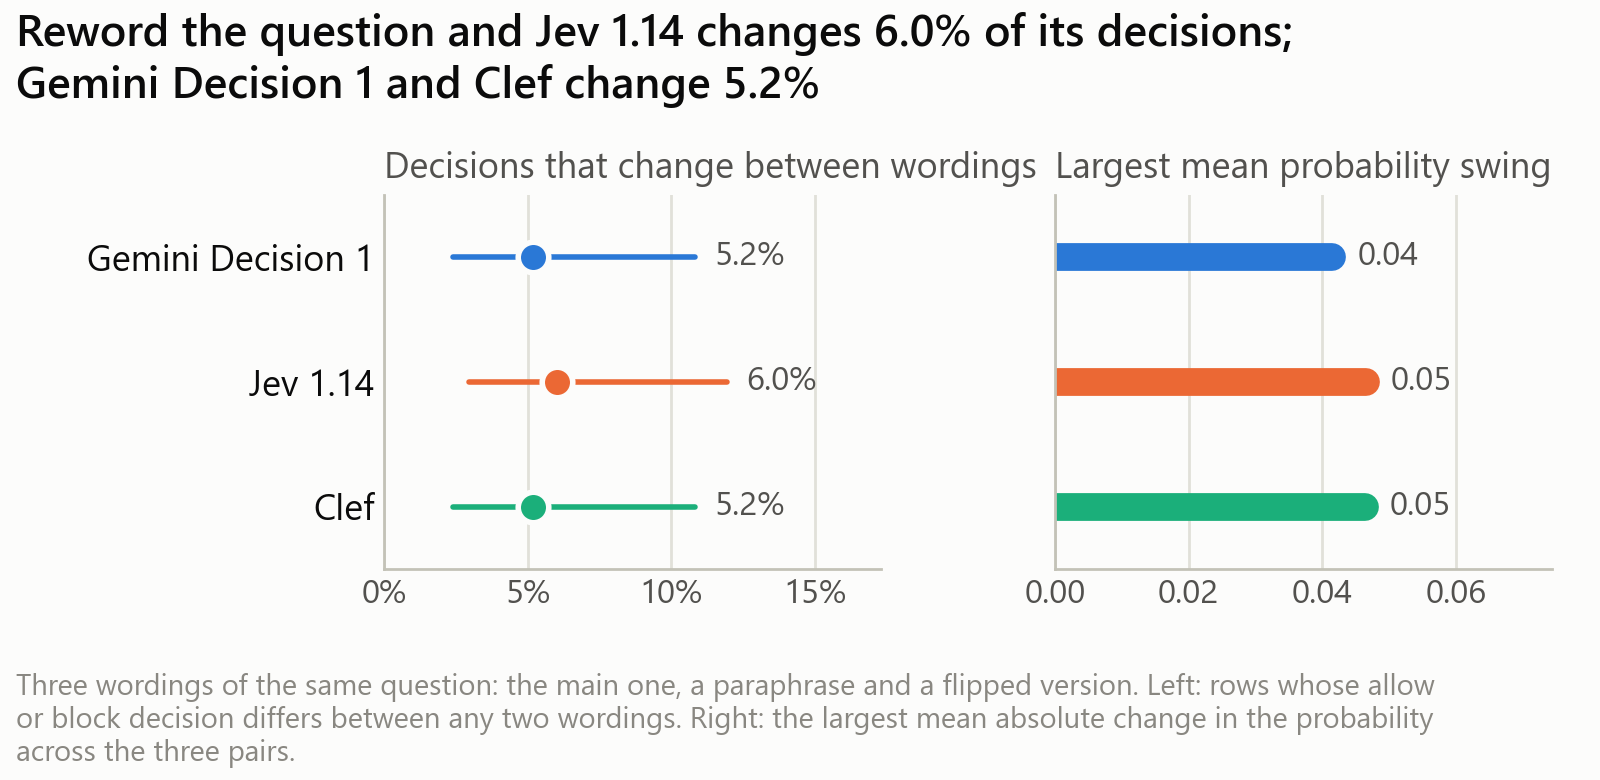 Reword the question and Jev 1.14 changes 6.0% of its decisions;
Gemini Decision 1 and Clef change 5.2%
Decisions that change between wordings
Largest mean probability swing
Gemini Decision 1
5.2%
0.04
Jev 1.14
6.0%
0.05
Clef
5.2%
0.05
0%
5%
10%
15%
0.00
0.02
0.04
0.06
Three wordings of the same question: the main one, a paraphrase and a flipped version. Left: rows whose allow
or block decision differs between any two wordings. Right: the largest mean absolute change in the probability
across the three pairs.